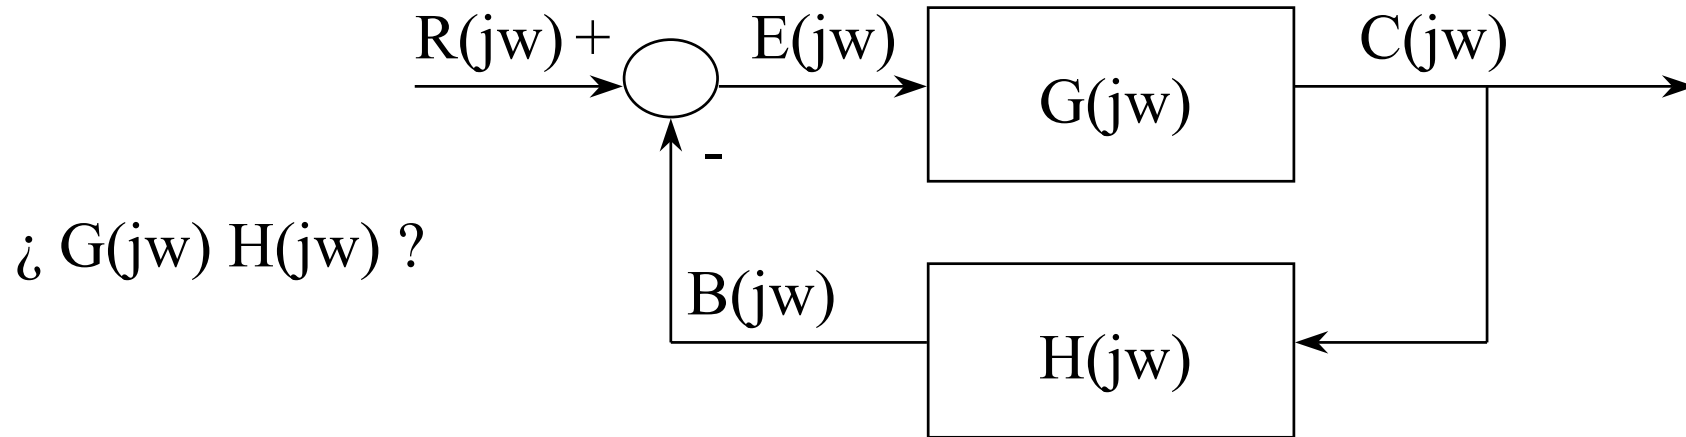 R(jw) + E(jw) C(jw)
G(jw)
-
¿ G(jw) H(jw) ?
B(jw)
H(jw)